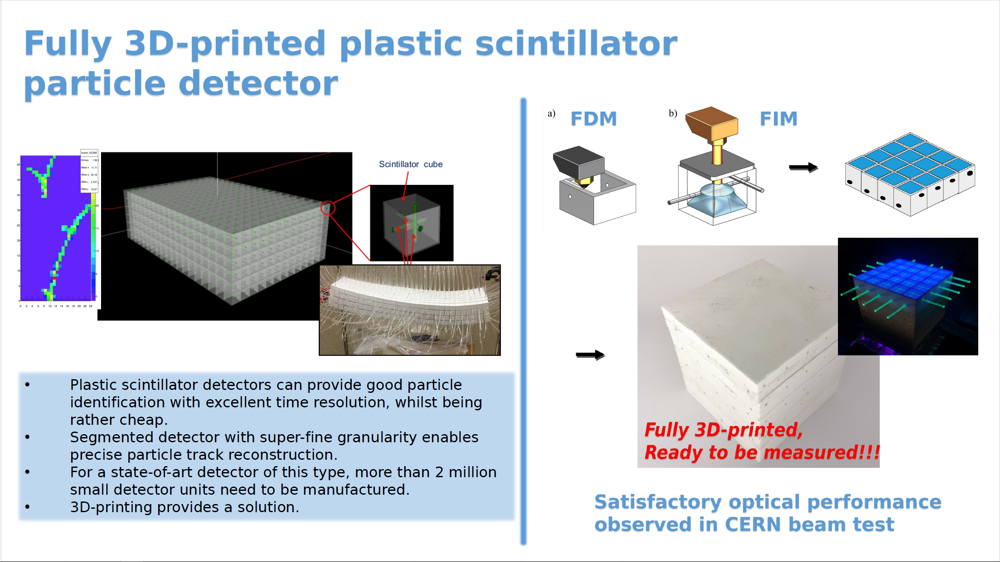 Fully 3D-printed plastic scintillator
particle detector
event_XZ356
Entries 108
Mean x 11.71
Mean y 23.19
RMS x 4.727
RMS y 14.67
45
40
35
30
25
20
15
10
5
0
0 2 4 6 8 10 12 14 16 18 20 22 24
20
15
10
5
0
Scintillator cube
• Plastic scintillator detectors can provide good particle
identification with excellent time resolution, whilst being
rather cheap.
• Segmented detector with super-fine granularity enables
precise particle track reconstruction.
• For a state-of-art detector of this type, more than 2 million
small detector units need to be manufactured.
• 3D-printing provides a solution.
a) FDM
b) FIM
Fully 3D-printed,
Ready to be measured!!!
Satisfactory optical performance
observed in CERN beam test